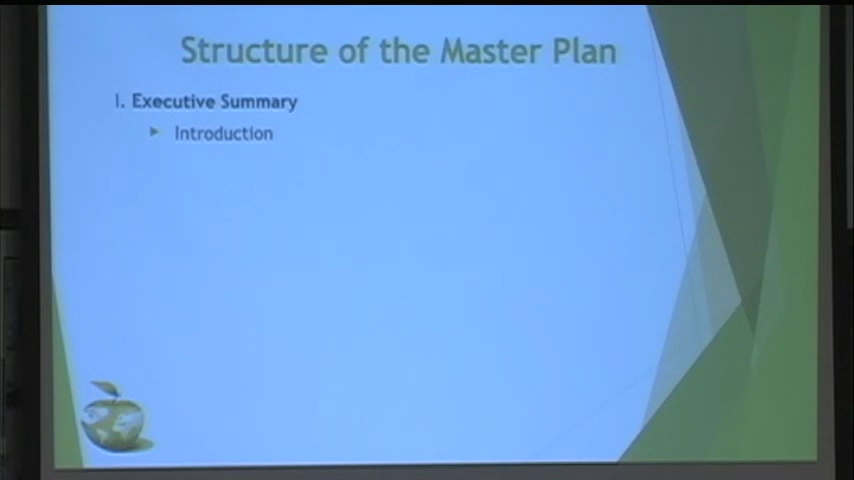 Structure of the Master Plan
I. Executive Summary
Introduction